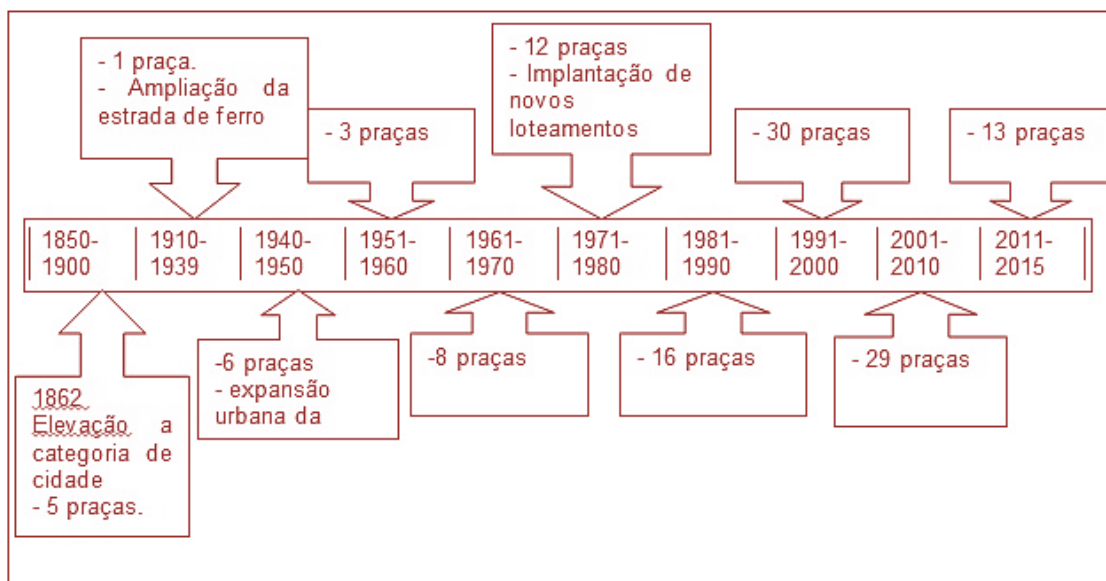 - 1 praça.
- Ampliação da
estrada de ferro
- 3 praças
- 12 praças
- Implantação de
novos
loteamentos
- 30 praças
- 13 praças
1850-
1900
1910-
1939
1940-
1950
1951-
1960
1961-
1970
1971-
1980
1981-
1990
1991-
2000
2001-
2010
2011-
2015
1862
Elevação a
categoria de
cidade
- 5 praças.
-6 praças
- expansão
urbana da
-8 praças
- 16 praças
- 29 praças